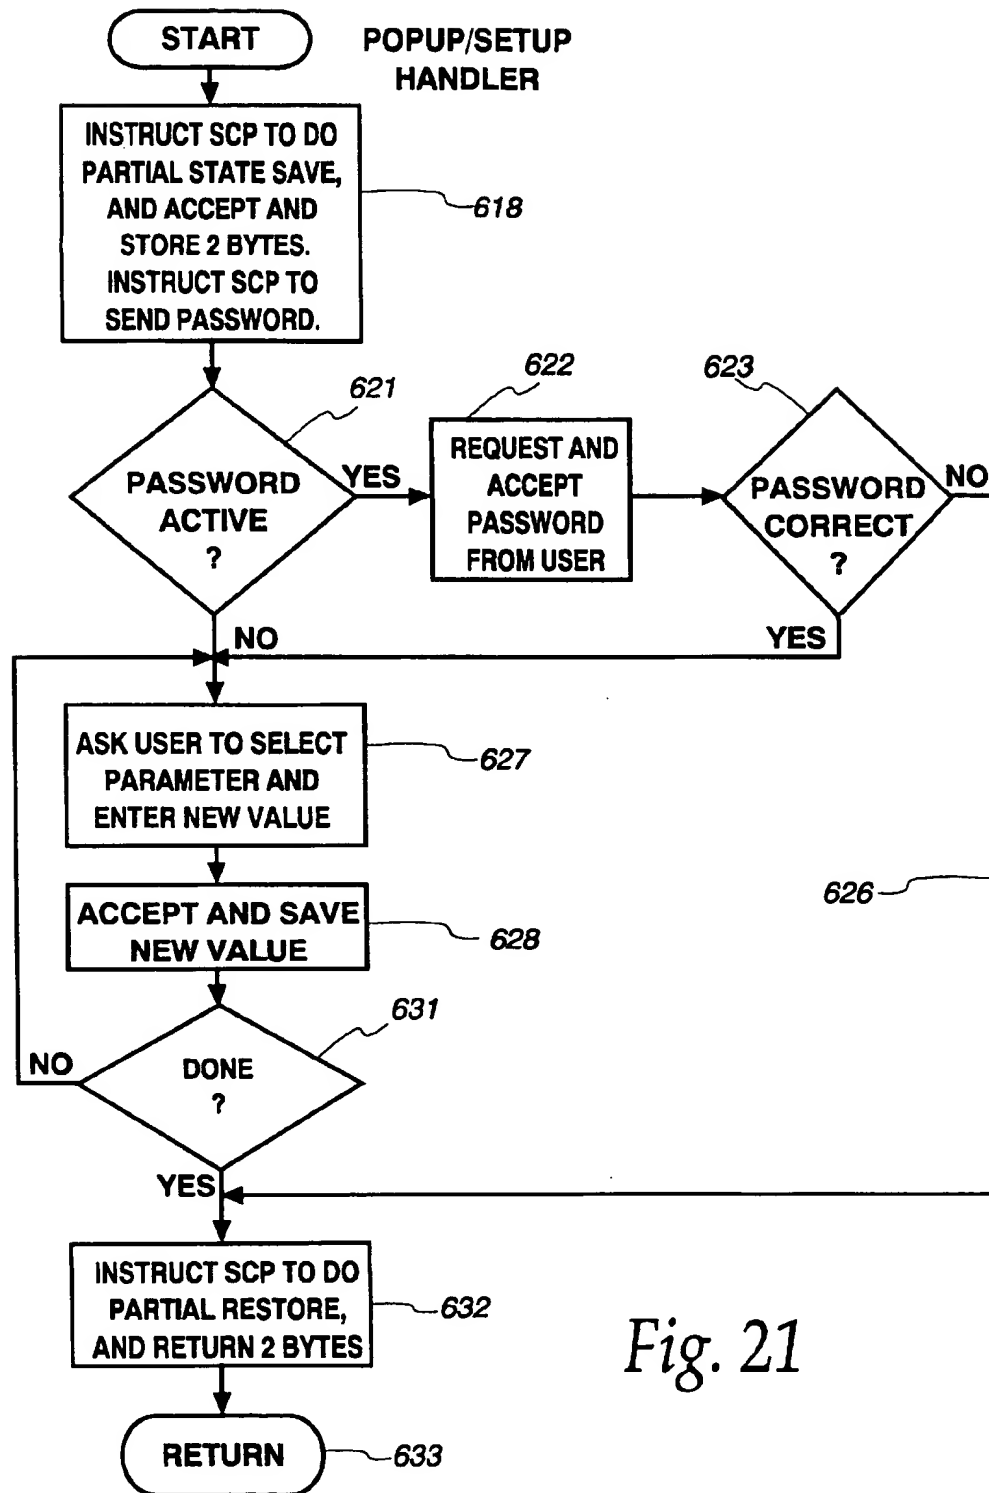 START
POPUP/SETUP
HANDLER
INSTRUCT SCP TO DO
PARTIAL STATE SAVE,
AND ACCEPT AND
STORE 2 BYTES.
INSTRUCT SCP TO
SEND PASSWORD.
618
621
PASSWORD
ACTIVE
?
YES
622
REQUEST AND
ACCEPT
PASSWORD
FROM USER
623
PASSWORD
CORRECT
?
NO
NO
YES
ASK USER TO SELECT
PARAMETER AND
ENTER NEW VALUE
627
626
ACCEPT AND SAVE
NEW VALUE
628
631
DONE
?
NO
YES
INSTRUCT SCP TO DO
PARTIAL RESTORE,
AND RETURN 2 BYTES
632
Fig. 21
RETURN
633